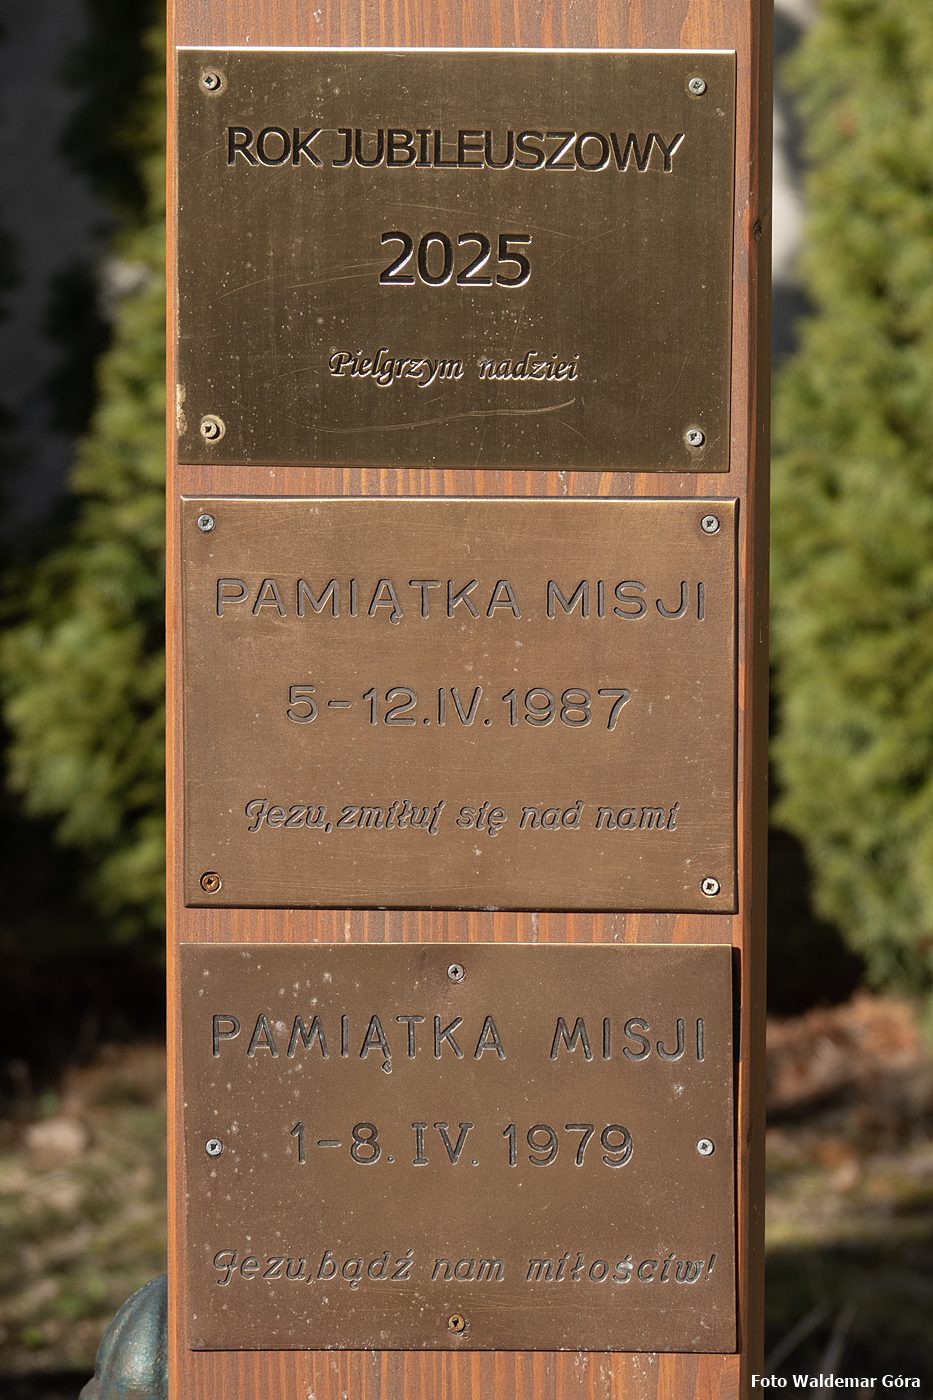 ROK JUBILEUSZOWY
2025
Pielgrzym nadziei
PAMIĄTKA MISJI
5-12.IV.1987
Jezu, zmiłuj się nad nami
PAMIĄTKA MISJI
1-8. IV. 1979
Jezu, bądź nam miłościw!
Foto Waldemar Góra